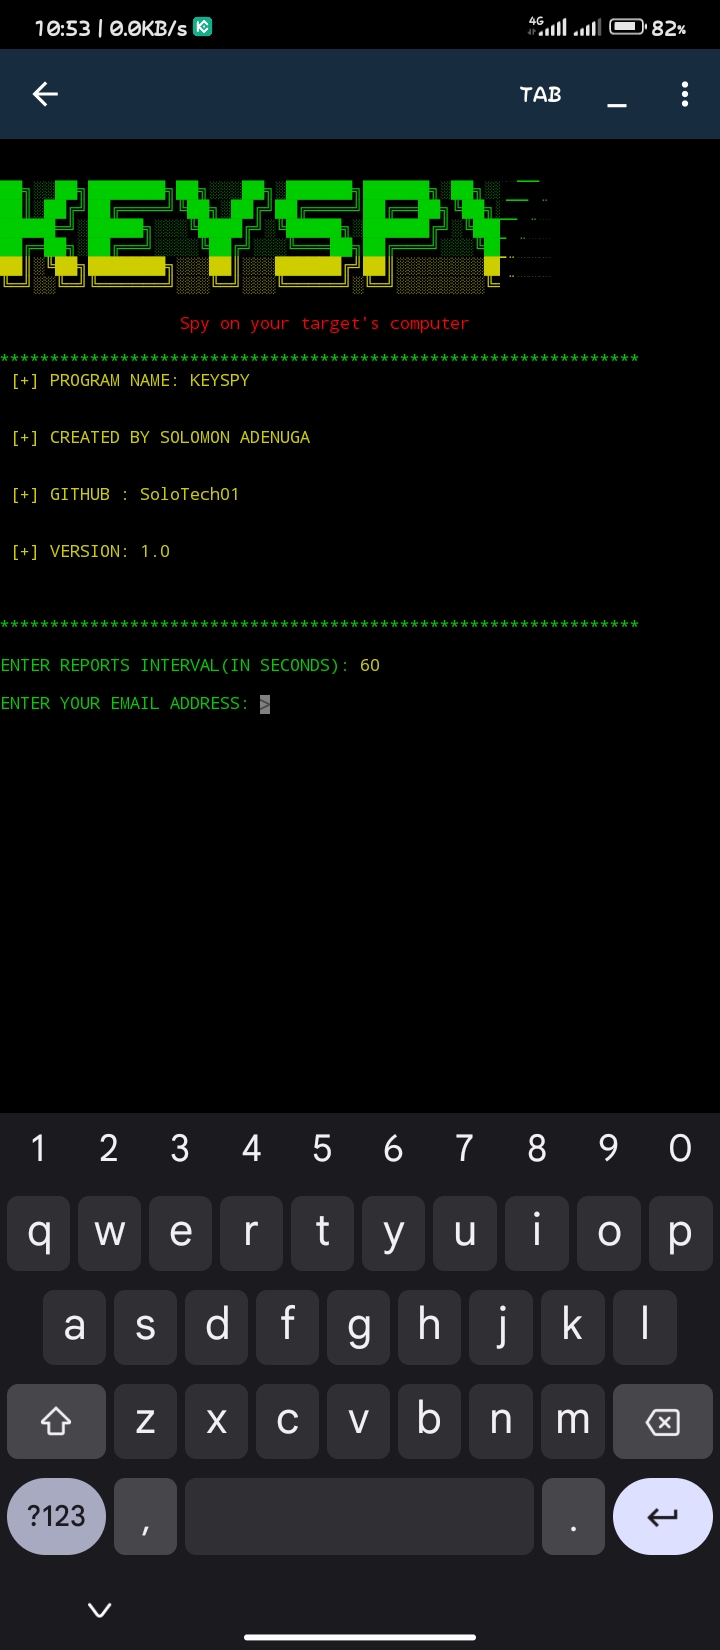 10:53 | 0.0KB/s 4G 82%
TAB _
KEYSPY
Spy on your target's computer
****************************************************************
[+] PROGRAM NAME: KEYSPY
[+] CREATED BY SOLOMON ADENUGA
[+] GITHUB : SoloTech01
[+] VERSION: 1.0
****************************************************************
ENTER REPORTS INTERVAL(IN SECONDS): 60
ENTER YOUR EMAIL ADDRESS: >
1 2 3 4 5 6 7 8 9 0
q w e r t y u i o p
a s d f g h j k l
z x c v b n m
?123 , .